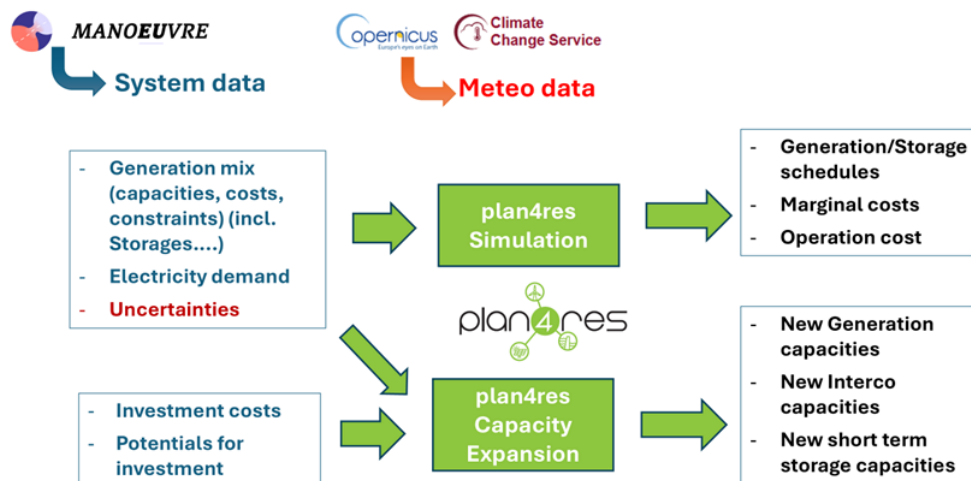 MANOEUVRE
System data
Copernicus
Europe's eyes on Earth
Climate
Change Service
Meteo data
- Generation mix
(capacities, costs,
constraints) (incl.
Storages....)
- Electricity demand
- Uncertainties
plan4res
Simulation
- Generation/Storage
schedules
- Marginal costs
- Operation cost
plan4res
- Investment costs
- Potentials for
investment
plan4res
Capacity
Expansion
- New Generation
capacities
- New Interco
capacities
- New short term
storage capacities